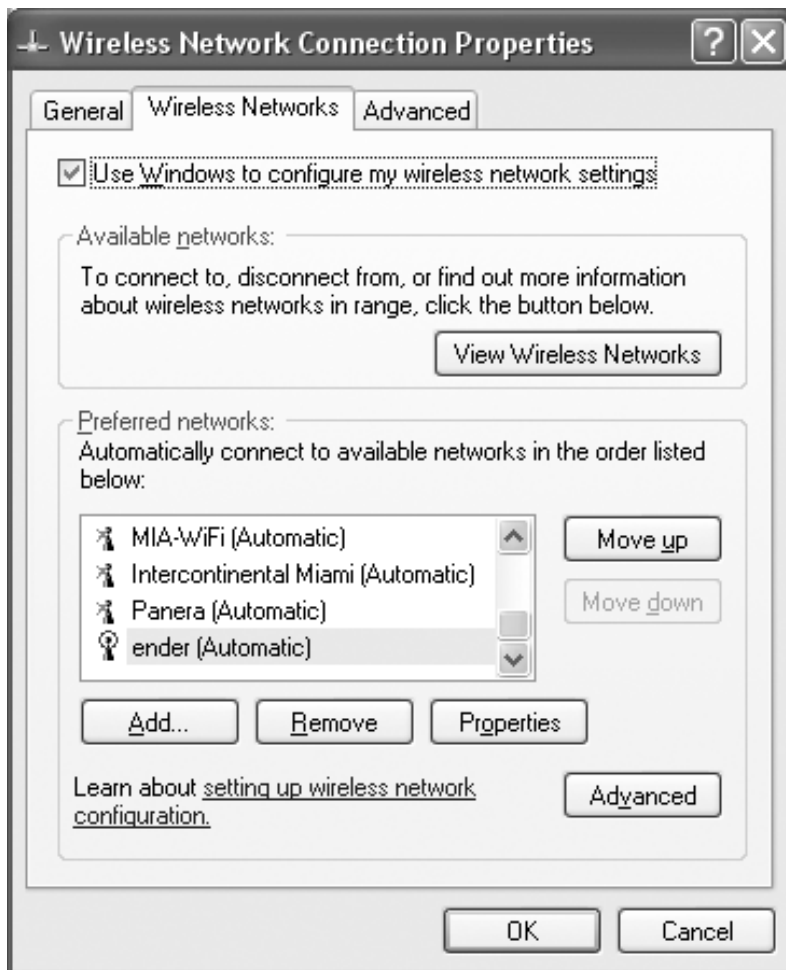 Wireless Network Connection Properties
General
Wireless Networks
Advanced
Use Windows to configure my wireless network settings
Available networks:
To connect to, disconnect from, or find out more information
about wireless networks in range, click the button below.
View Wireless Networks
Preferred networks:
Automatically connect to available networks in the order listed
below:
MIA-WiFi (Automatic)
Intercontinental Miami (Automatic)
Panera (Automatic)
ender (Automatic)
Move up
Move down
Add...
Remove
Properties
Learn about setting up wireless network
configuration.
Advanced
OK
Cancel